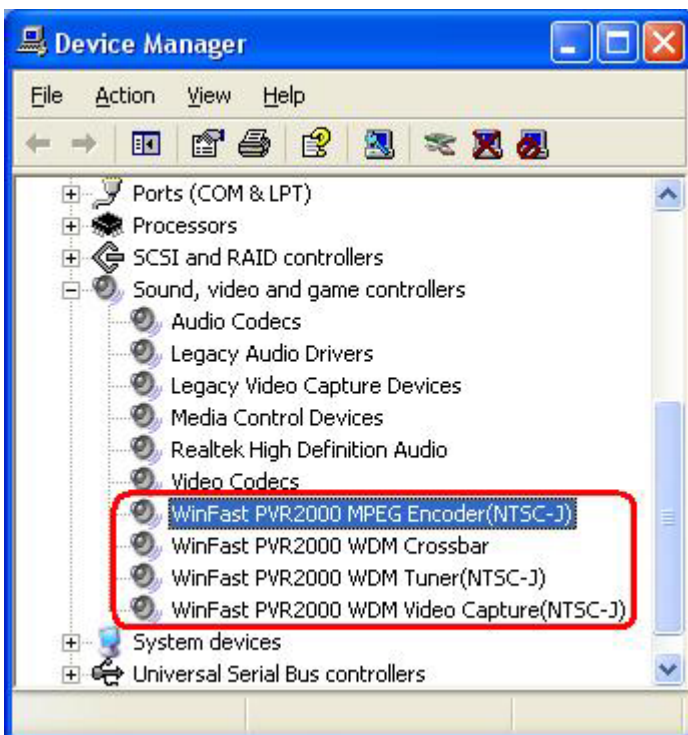 Device Manager
File Action View Help
Ports (COM & LPT)
Processors
SCSI and RAID controllers
Sound, video and game controllers
Audio Codecs
Legacy Audio Drivers
Legacy Video Capture Devices
Media Control Devices
Realtek High Definition Audio
Video Codecs
WinFast PVR2000 MPEG Encoder(NTSC-J)
WinFast PVR2000 WDM Crossbar
WinFast PVR2000 WDM Tuner(NTSC-J)
WinFast PVR2000 WDM Video Capture(NTSC-J)
System devices
Universal Serial Bus controllers